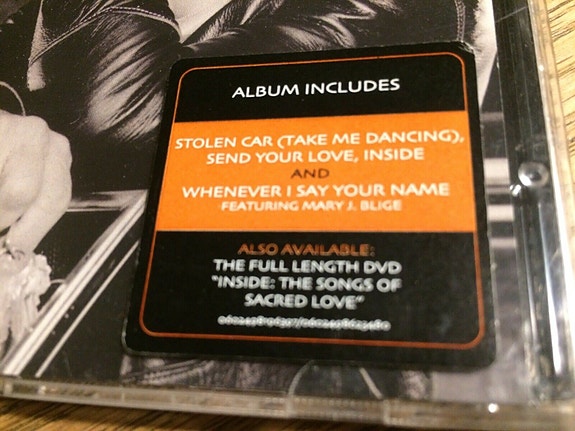 ALBUM INCLUDES
STOLEN CAR (TAKE ME DANCING),
SEND YOUR LOVE, INSIDE
AND
WHENEVER I SAY YOUR NAME
FEATURING MARY J. BLIGE
ALSO AVAILABLE:
THE FULL LENGTH DVD
"INSIDE: THE SONGS OF
SACRED LOVE"